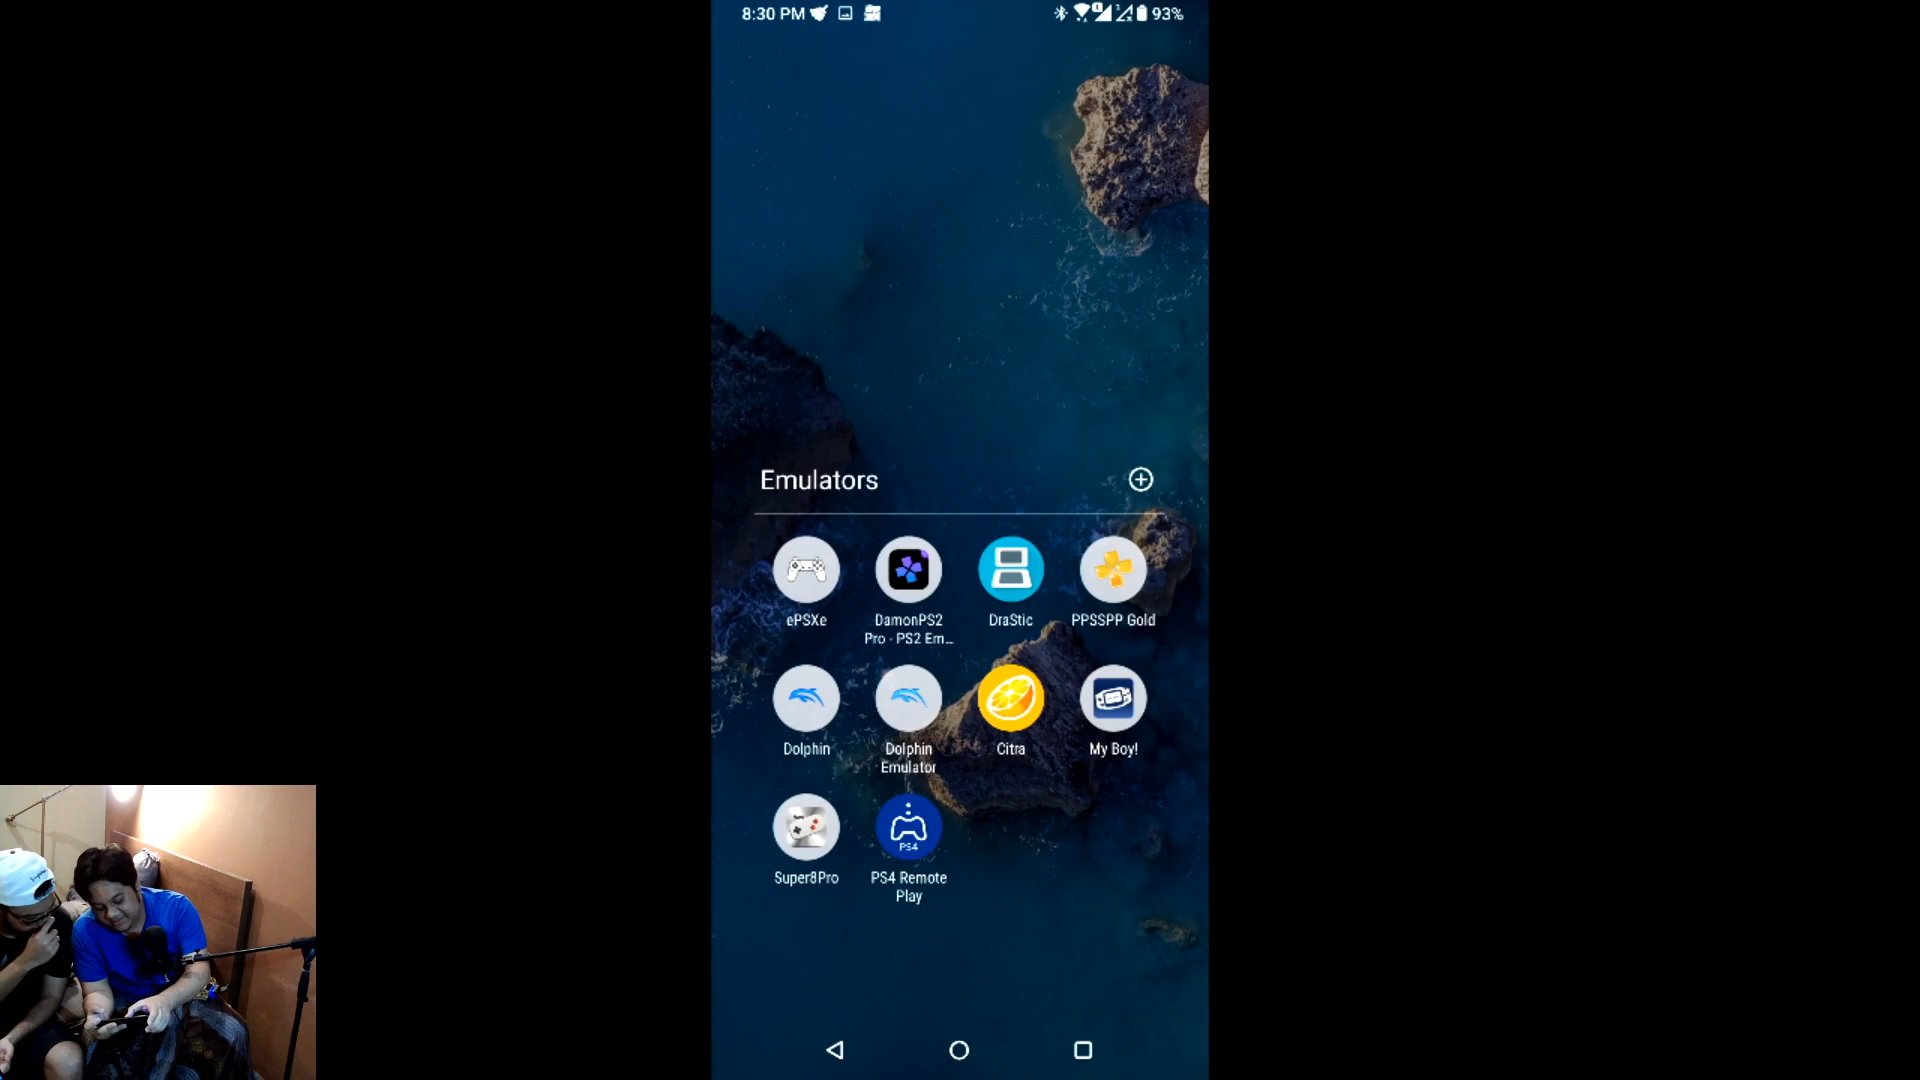 8:30 PM
93%
Emulators
ePSXe
DamonPS2
Pro - PS2 Em...
DraStic
PPSSPP Gold
Dolphin
Dolphin
Emulator
Citra
My Boy!
PS4
Super8Pro
PS4 Remote
Play